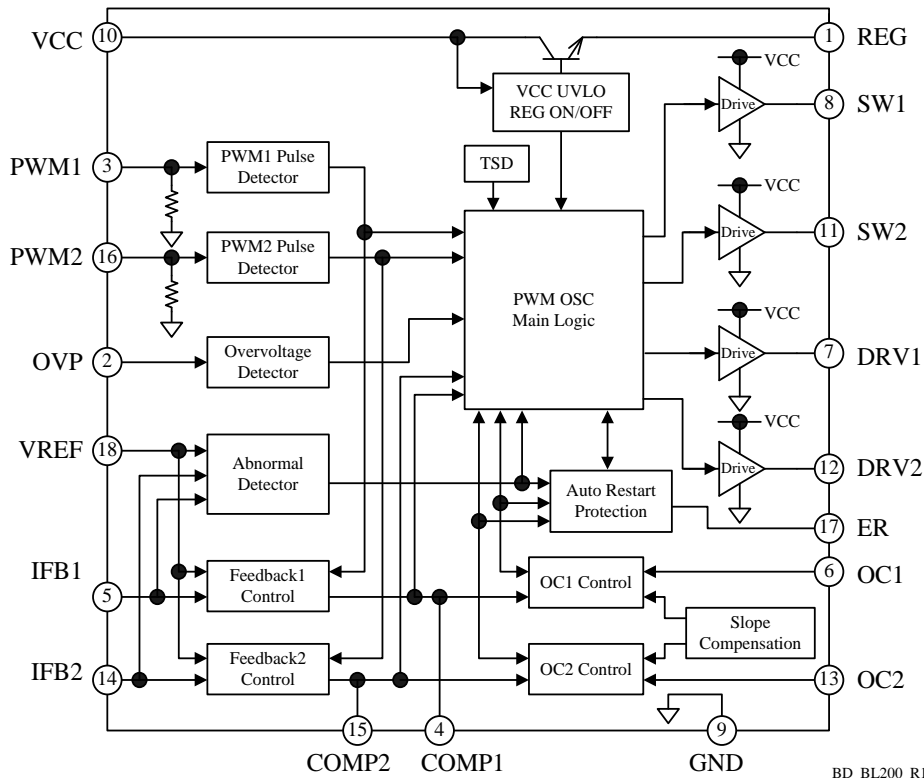 VCC
10
1
REG
VCC UVLO
REG ON/OFF
VCC
Drive
8
SW1
PWM1
3
PWM1 Pulse
Detector
TSD
PWM2
16
PWM2 Pulse
Detector
PWM OSC
Main Logic
VCC
Drive
11
SW2
OVP
2
Overvoltage
Detector
VCC
Drive
7
DRV1
VREF
18
Abnormal
Detector
VCC
Drive
12
DRV2
Auto Restart
Protection
17
ER
IFB1
5
Feedback1
Control
OC1 Control
6
OC1
Slope
Compensation
IFB2
14
Feedback2
Control
OC2 Control
13
OC2
15
4
9
COMP2
COMP1
GND
BD_BL200_R1